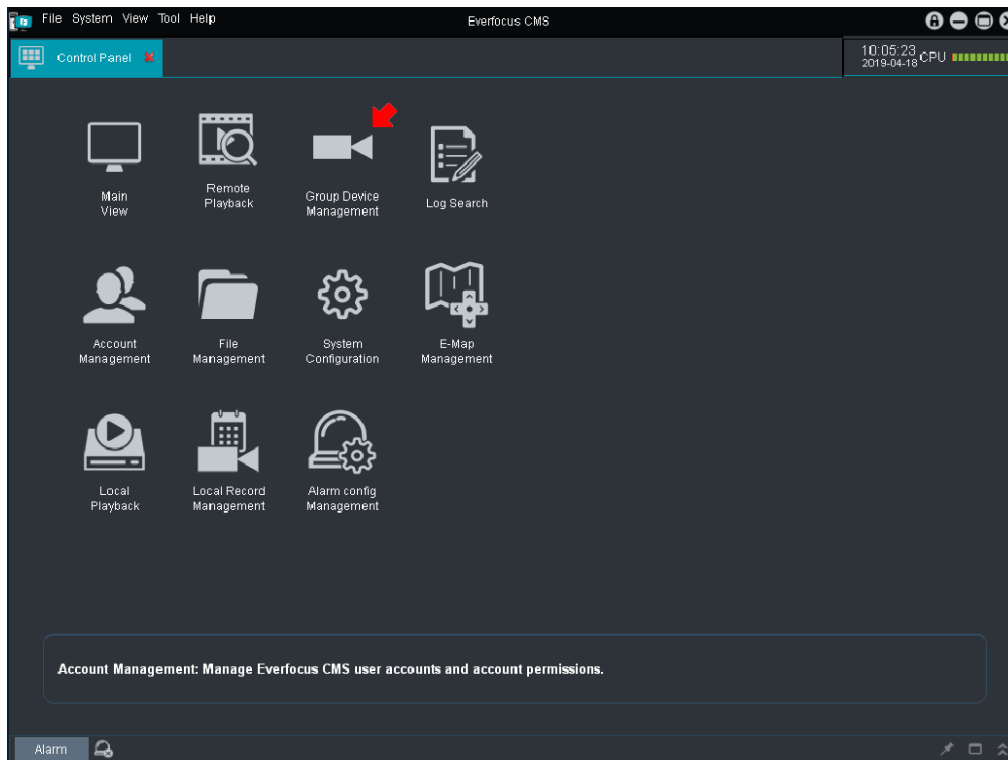 File System View Tool Help
Everfocus CMS
Control Panel
10:05:23
2019-04-18
CPU
Main
View
Remote
Playback
Group Device
Management
Log Search
Account
Management
File
Management
System
Configuration
E-Map
Management
Local
Playback
Local Record
Management
Alarm config
Management
Account Management: Manage Everfocus CMS user accounts and account permissions.
Alarm